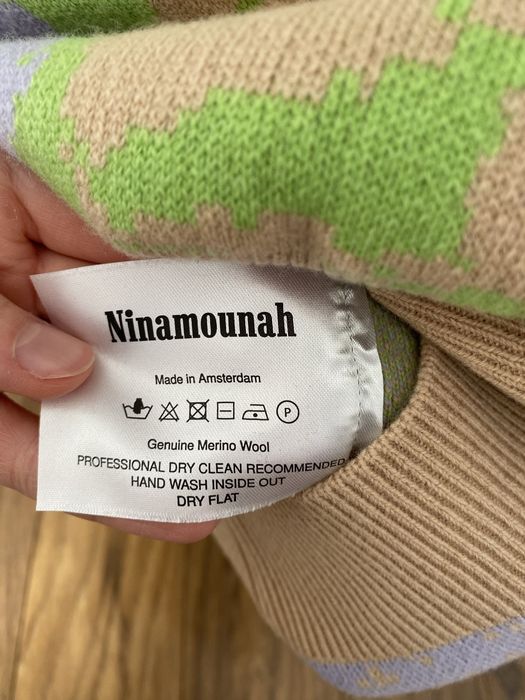 Ninamounah
Made in Amsterdam
P
Genuine Merino Wool
PROFESSIONAL DRY CLEAN RECOMMENDED
HAND WASH INSIDE OUT
DRY FLAT